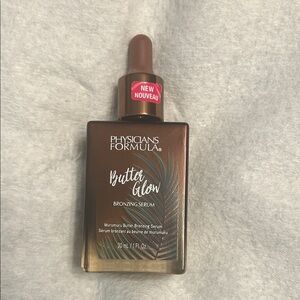 NEW
NOUVEAU
PHYSICIANS
FORMULA®
Butter
Glow
BRONZING SERUM
Murumuru Butter Bronzing Serum
Sérum bronzant au beurre de murumuru
30 mL / 1 Fl. Oz.